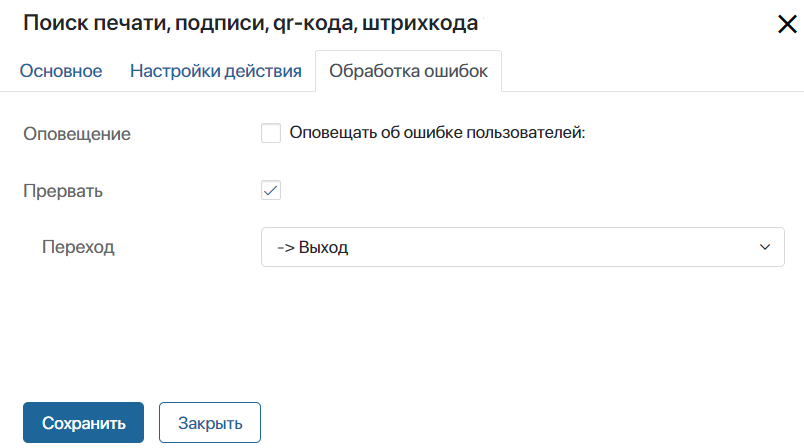 Поиск печати, подписи, qr-кода, штрихкода
Основное Настройки действия Обработка ошибок
Оповещение Оповещать об ошибке пользователей:
Прервать
Переход -> Выход
Сохранить Закрыть